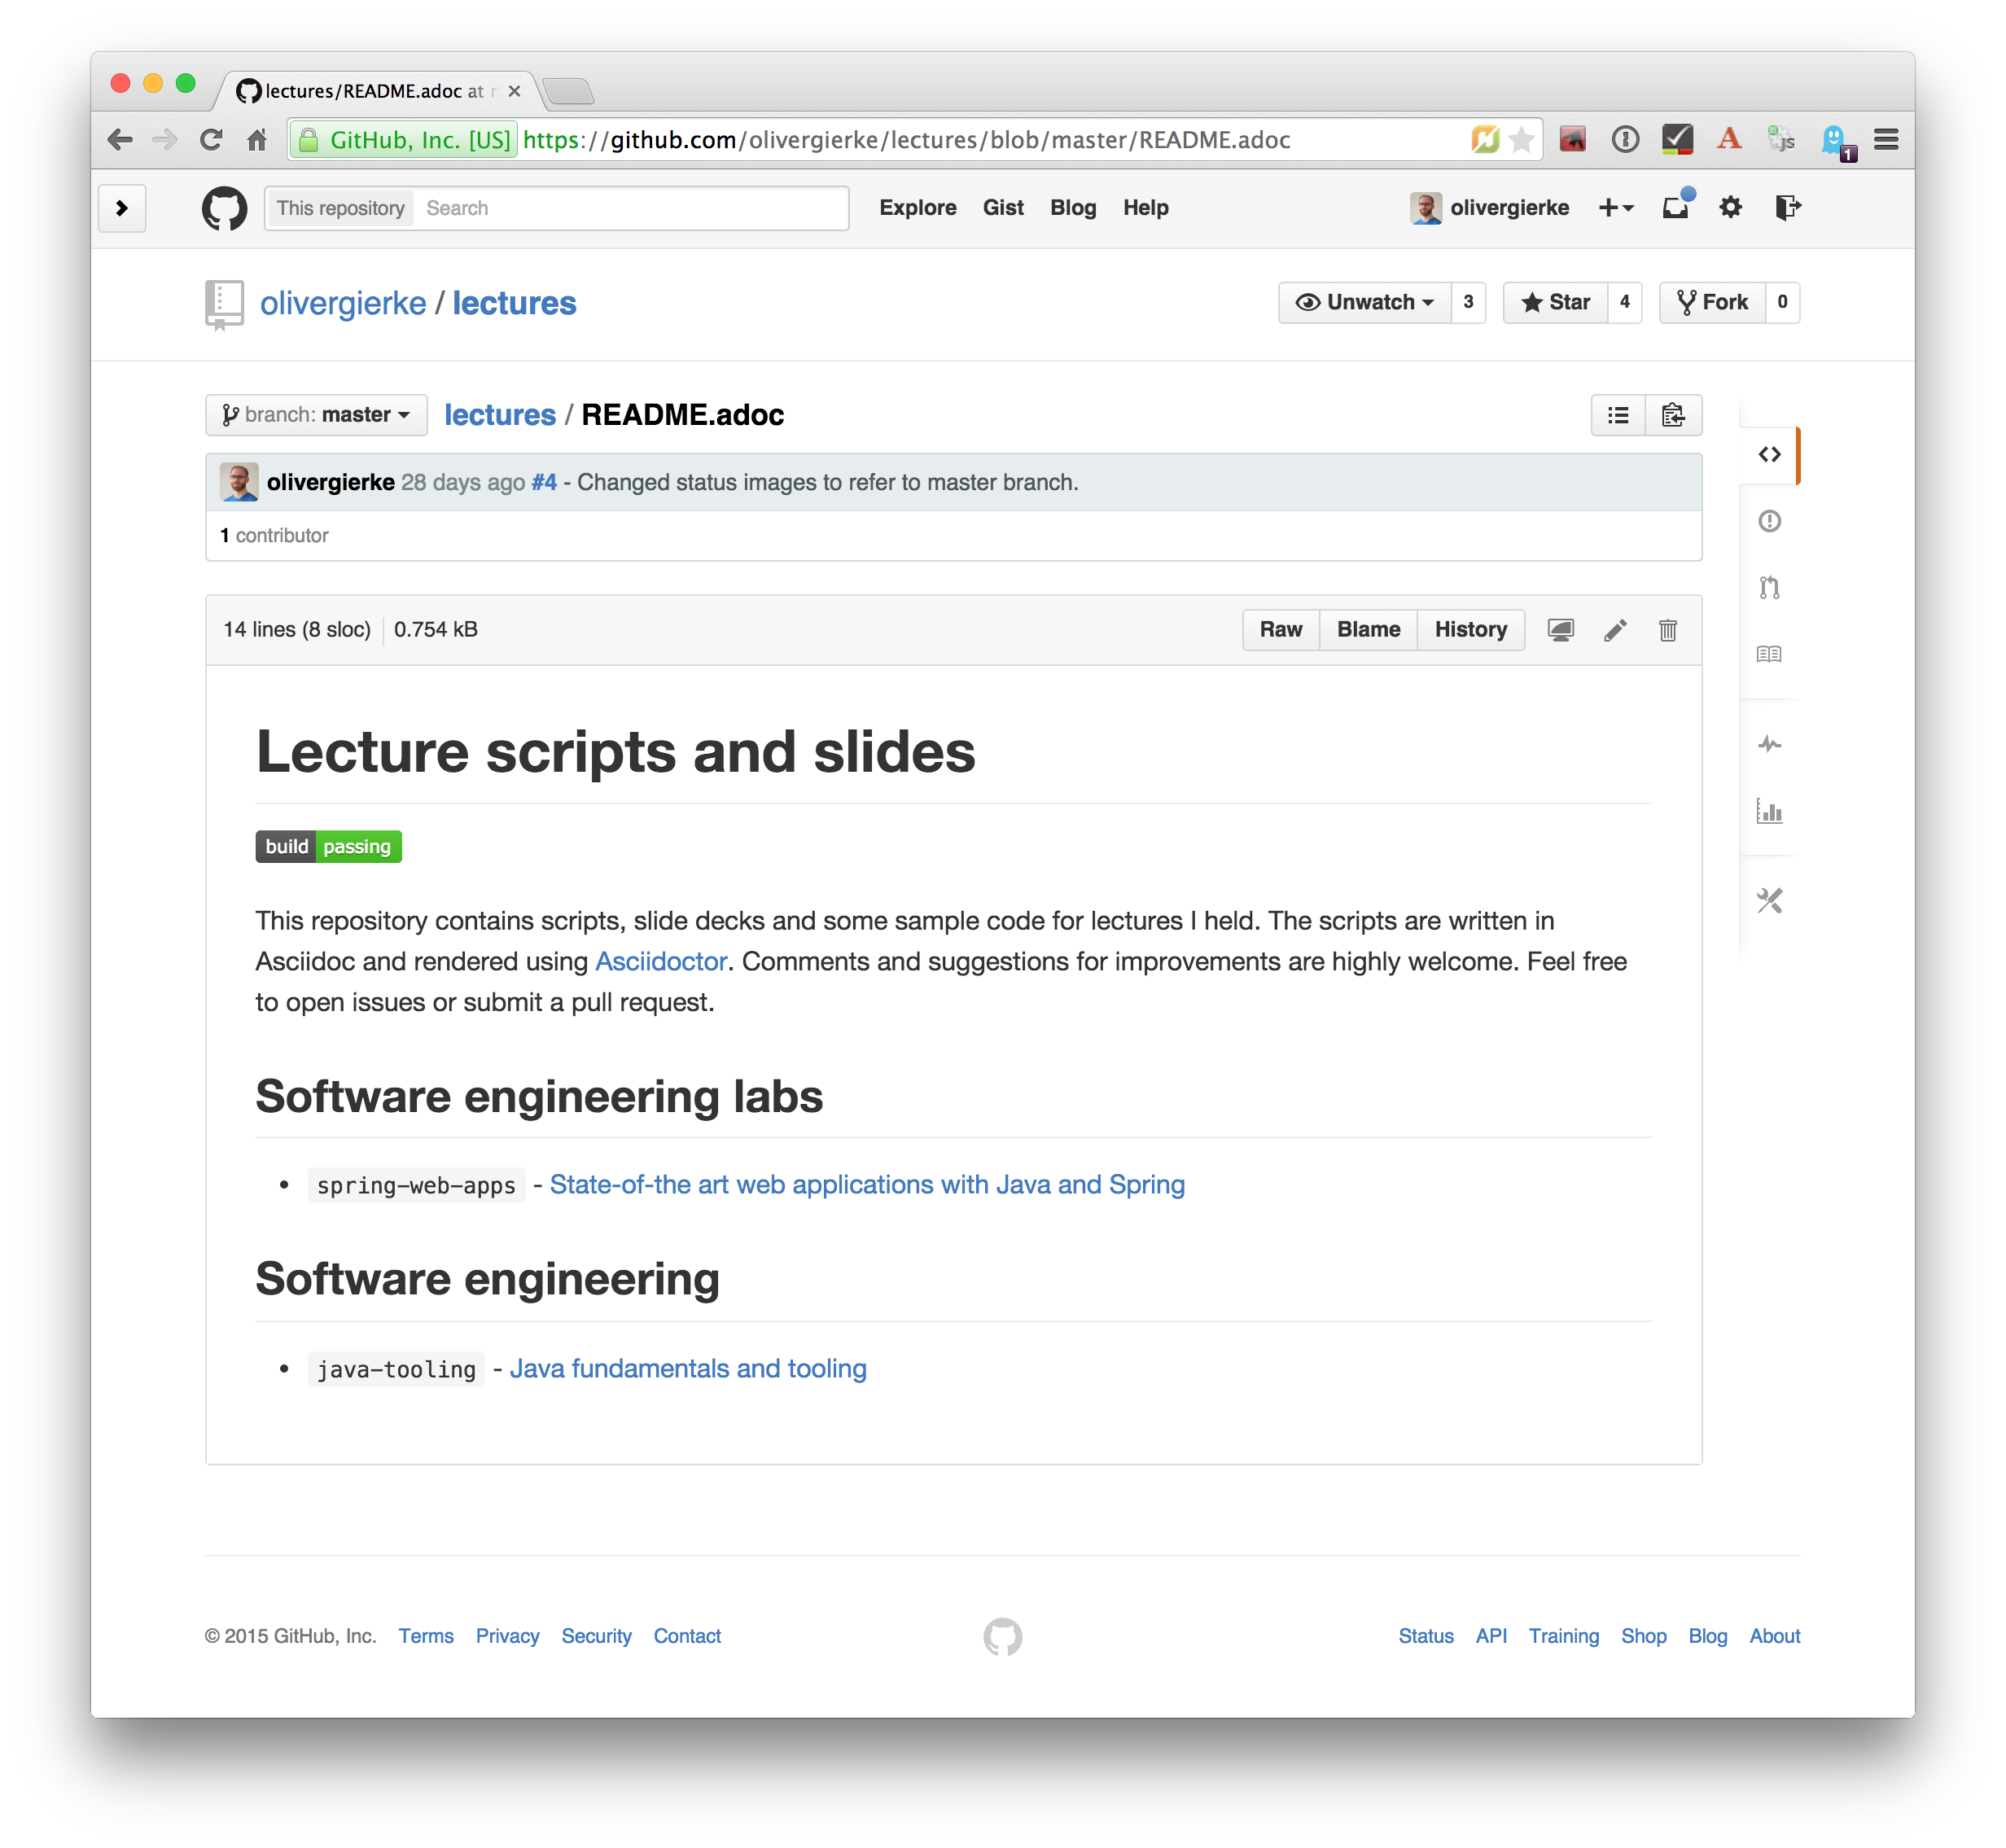 lectures/README.adoc at
GitHub, Inc. [US] https://github.com/olivergierke/lectures/blob/master/README.adoc
A js 1
This repository Search Explore Gist Blog Help olivergierke
olivergierke / lectures Unwatch 3 Star 4 Fork 0
branch: master lectures / README.adoc
olivergierke 28 days ago #4 - Changed status images to refer to master branch.
1 contributor
14 lines (8 sloc) 0.754 kB Raw Blame History
Lecture scripts and slides
build passing
This repository contains scripts, slide decks and some sample code for lectures I held. The scripts are written in
Asciidoc and rendered using Asciidoctor. Comments and suggestions for improvements are highly welcome. Feel free
to open issues or submit a pull request.
Software engineering labs
• spring-web-apps - State-of-the art web applications with Java and Spring
Software engineering
• java-tooling - Java fundamentals and tooling
© 2015 GitHub, Inc. Terms Privacy Security Contact Status API Training Shop Blog About